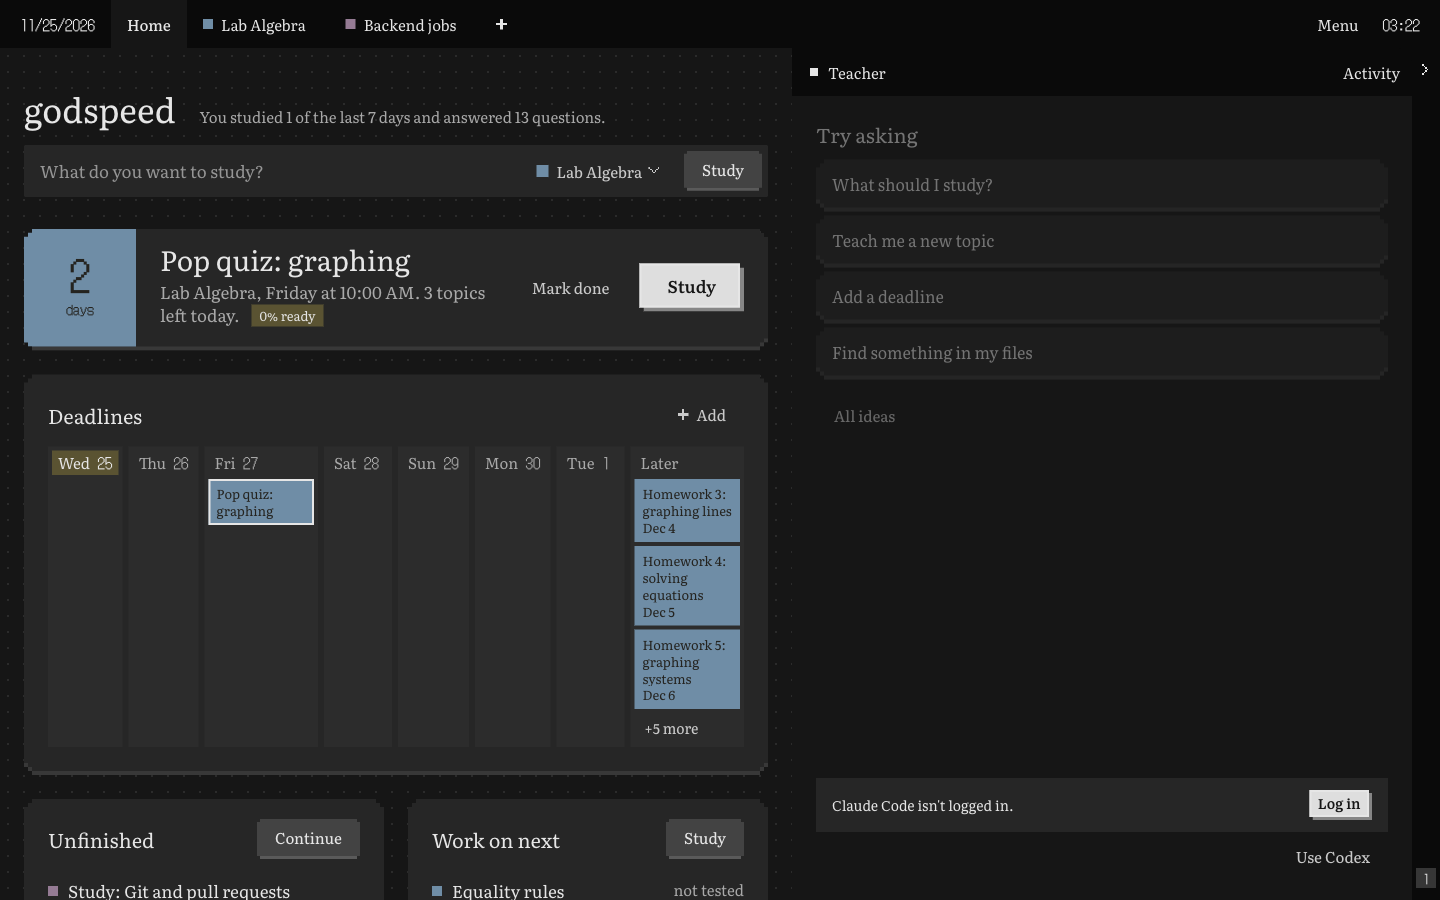 11/25/2026
Home
Lab Algebra
Backend jobs
+
Menu
03:22
godspeed
You studied 1 of the last 7 days and answered 13 questions.
What do you want to study?
Lab Algebra
Study
2
days
Pop quiz: graphing
Lab Algebra, Friday at 10:00 AM. 3 topics
left today.
0% ready
Mark done
Study
Deadlines
+ Add
Wed 25
Thu 26
Fri 27
Sat 28
Sun 29
Mon 30
Tue 1
Later
Pop quiz:
graphing
Homework 3:
graphing lines
Dec 4
Homework 4:
solving
equations
Dec 5
Homework 5:
graphing
systems
Dec 6
+5 more
Unfinished
Continue
Study: Git and pull requests
Work on next
Study
Equality rules
not tested
Teacher
Activity
Try asking
What should I study?
Teach me a new topic
Add a deadline
Find something in my files
All ideas
Claude Code isn't logged in.
Log in
Use Codex
1